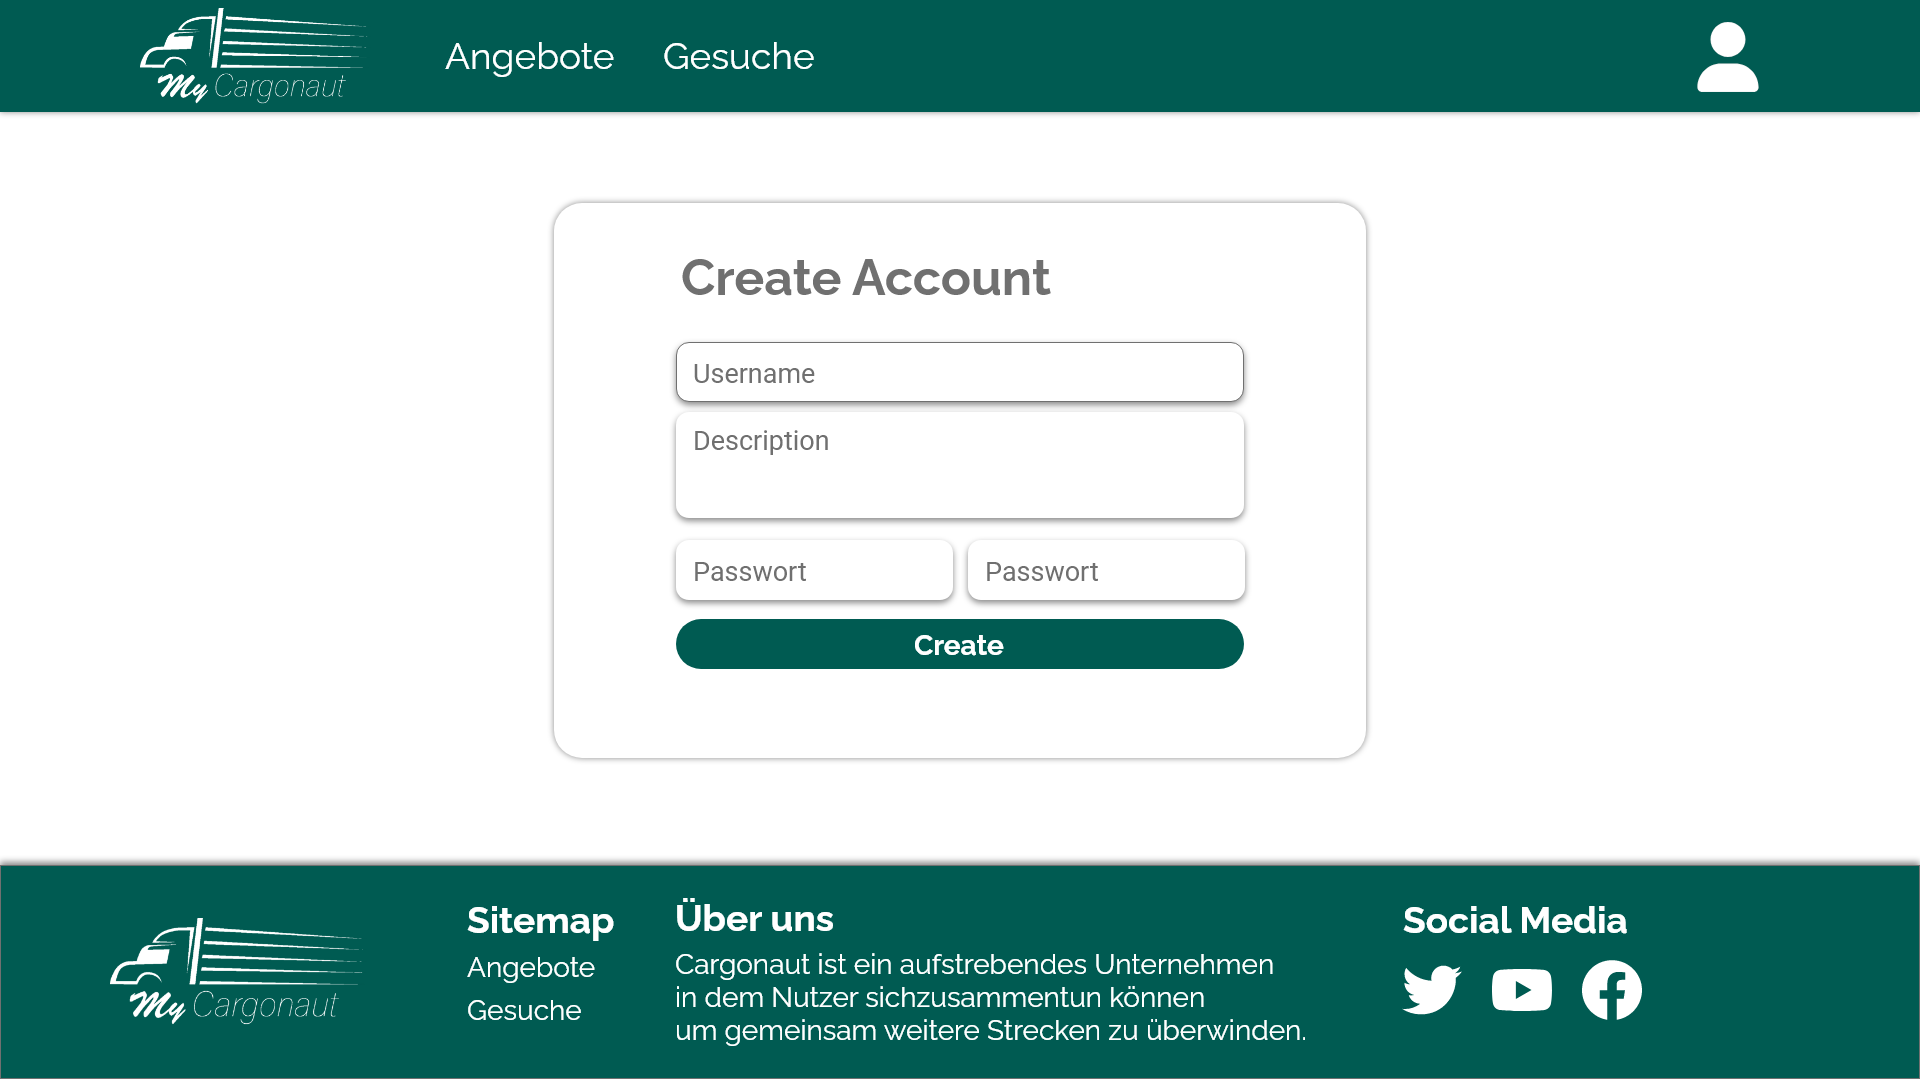 My Cargonaut
Angebote
Gesuche
Create Account
Username
Description
Passwort
Passwort
Create
My Cargonaut
Sitemap
Angebote
Gesuche
Über uns
Cargonaut ist ein aufstrebendes Unternehmen
in dem Nutzer sichzusammentun können
um gemeinsam weitere Strecken zu überwinden.
Social Media